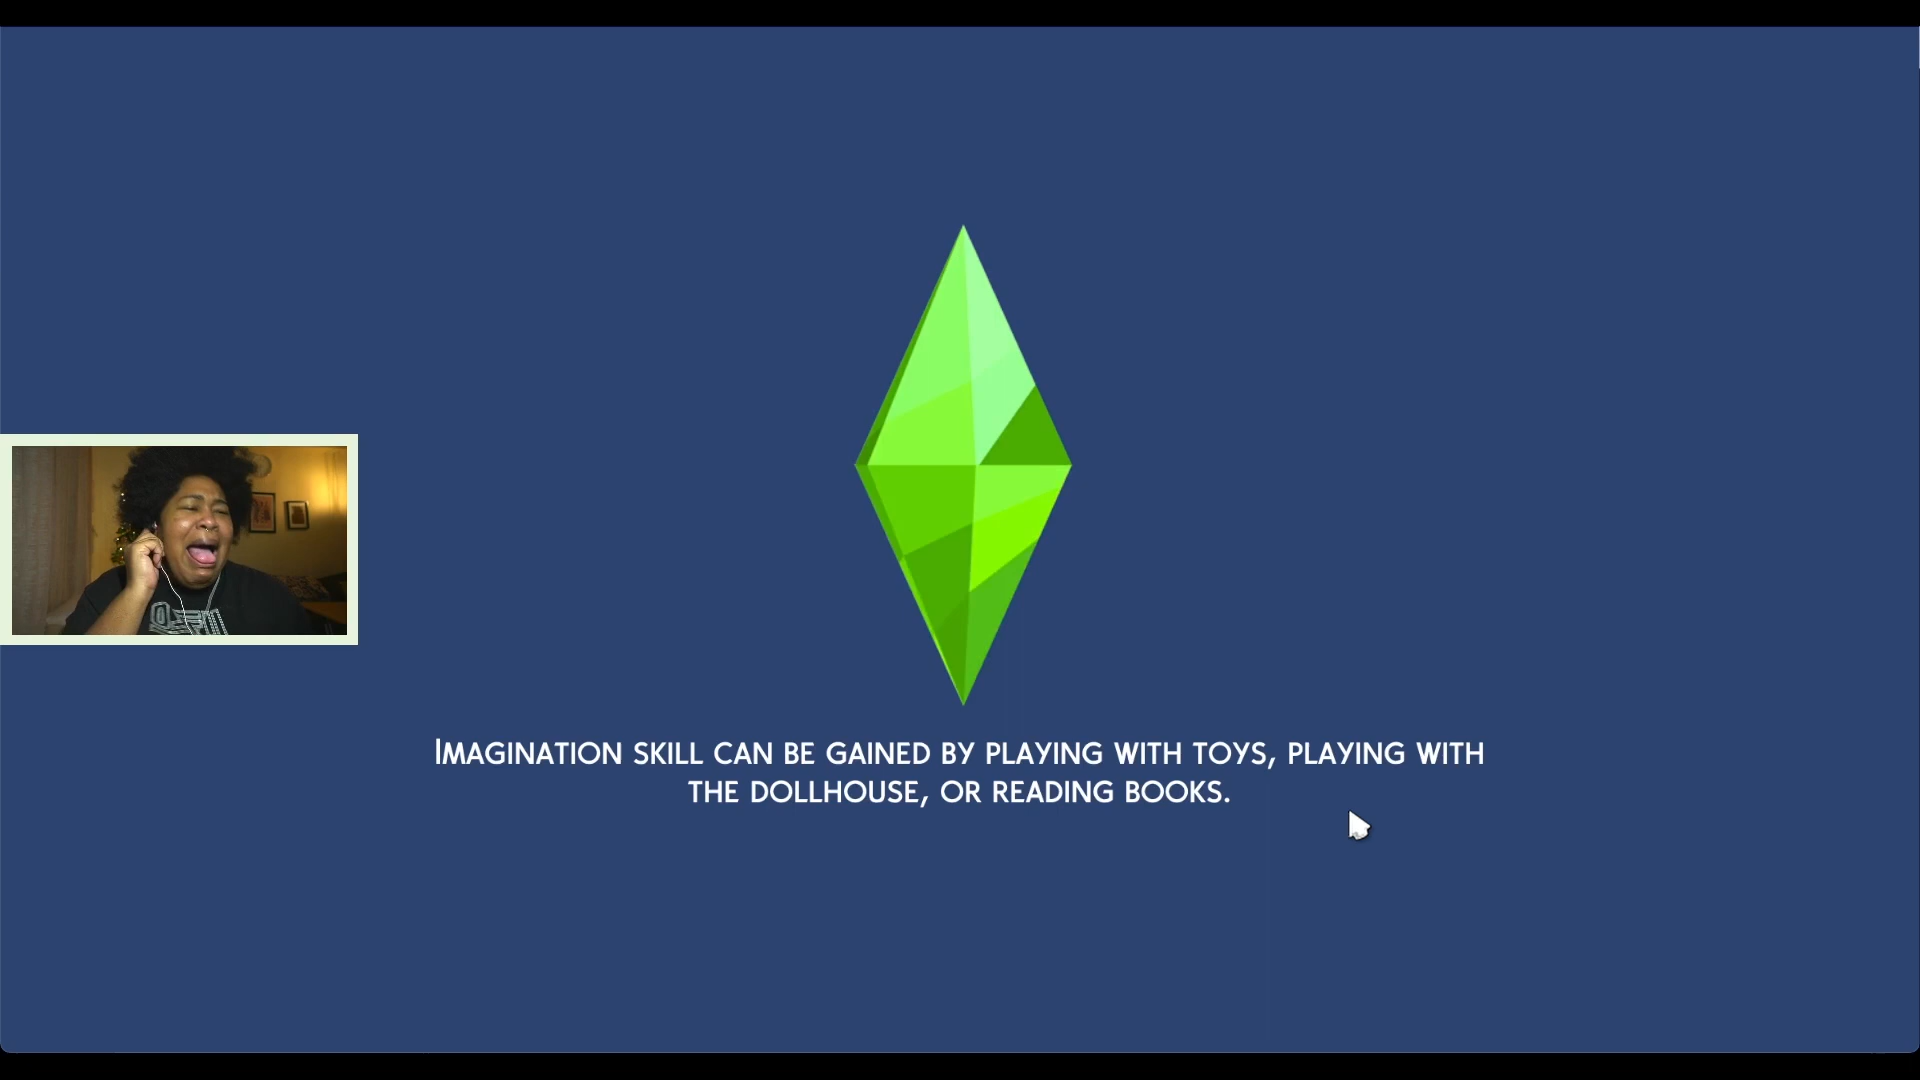 Imagination skill can be gained by playing with toys, playing with
the dollhouse, or reading books.